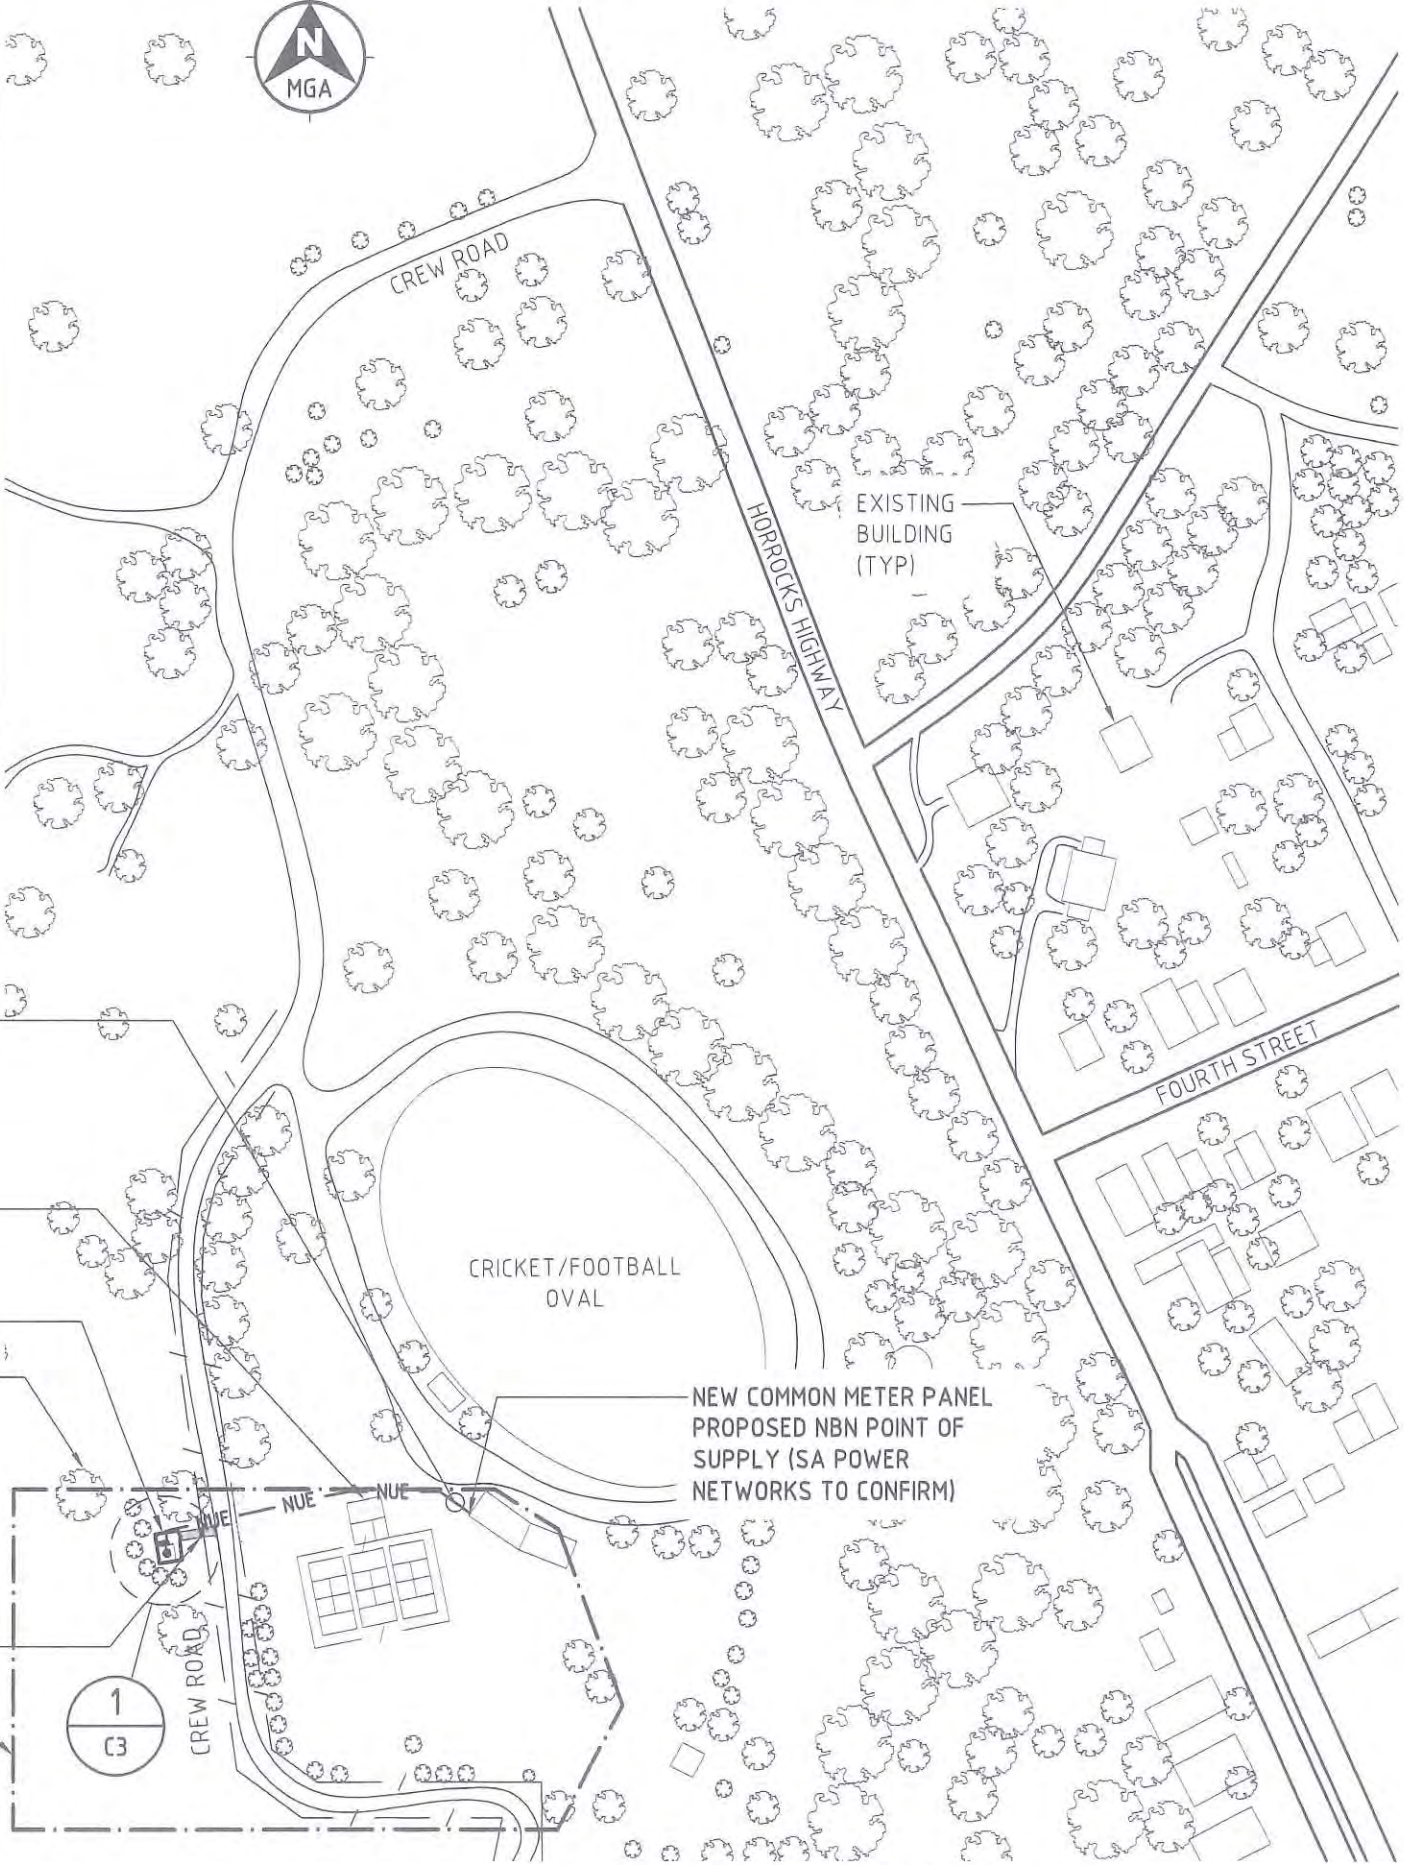 N
MGA
CREW ROAD
HORROCKS HIGHWAY
EXISTING
BUILDING
(TYP)
FOURTH STREET
CRICKET/FOOTBALL
OVAL
NEW COMMON METER PANEL
PROPOSED NBN POINT OF
SUPPLY (SA POWER
NETWORKS TO CONFIRM)
NUE
NUE
NUE
CREW ROAD
1
C3